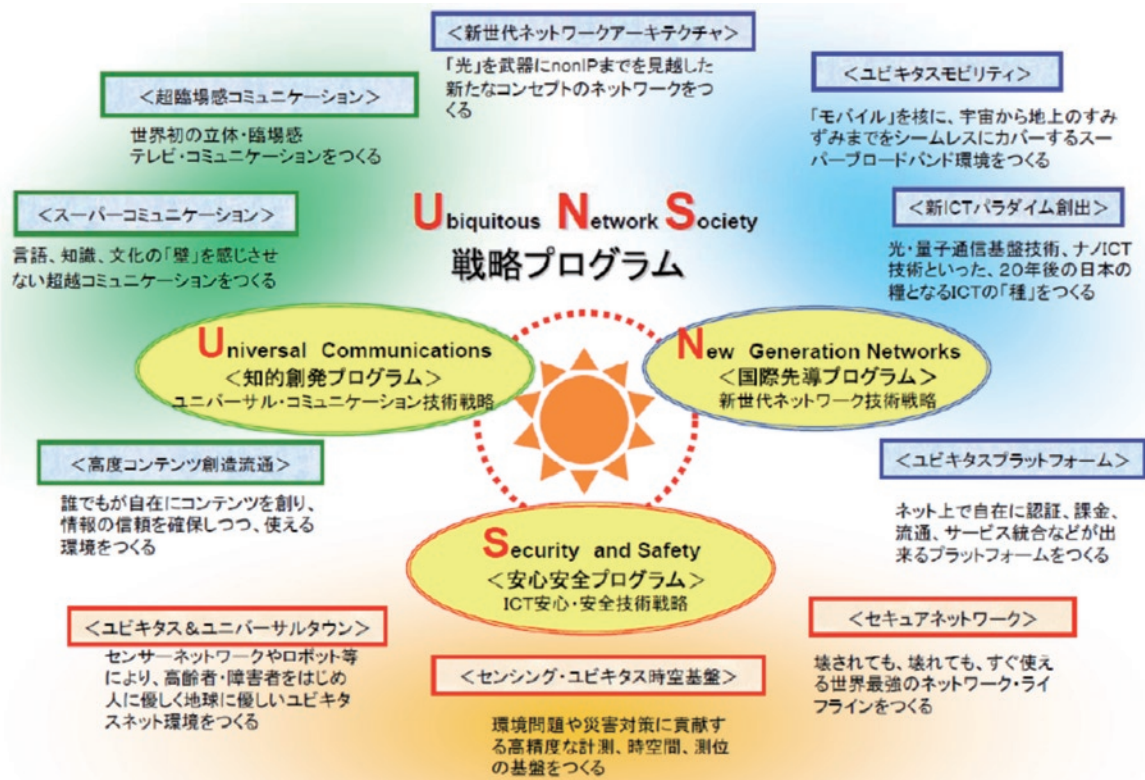 <新世代ネットワークアーキテクチャ>
「光」を武器にnonIPまでを見越した
新たなコンセプトのネットワークをつ
くる
<ユビキタスモビリティ>
「モバイル」を核に、宇宙から地上のすみ
ずみまでをシームレスにカバーするスー
パーブロードバンド環境をつくる
<超臨場感コミュニケーション>
世界初の立体・臨場感
テレビ・コミュニケーションをつくる
<スーパーコミュニケーション>
言語、知識、文化の「壁」を感じさせ
ない超越コミュニケーションをつくる
Ubiquitous Network Society
戦略プログラム
<新ICTパラダイム創出>
光・量子通信基盤技術、ナノICT
技術といった、20年後の日本の
糧となるICTの「種」をつくる
Universal Communications
<知的創発プログラム>
ユニバーサル・コミュニケーション技術戦略
New Generation Networks
<国際先導プログラム>
新世代ネットワーク技術戦略
<高度コンテンツ創造流通>
誰でもが自在にコンテンツを創り、
情報の信頼を確保しつつ、使える
環境をつくる
<ユビキタスプラットフォーム>
ネット上で自在に認証、課金、
流通、サービス統合などが出
来るプラットフォームをつくる
Security and Safety
<安心安全プログラム>
ICT安心・安全技術戦略
<ユビキタス&ユニバーサルタウン>
センサーネットワークやロボット等
により、高齢者・障害者をはじめ
人に優しく地球に優しいユビキタ
スネット環境をつくる
<センシング・ユビキタス時空基盤>
環境問題や災害対策に貢献す
る高精度な計測、時空間、測位
の基盤をつくる
<セキュアネットワーク>
壊されても、壊れても、すぐ使え
る世界最強のネットワーク・ライ
フラインをつくる